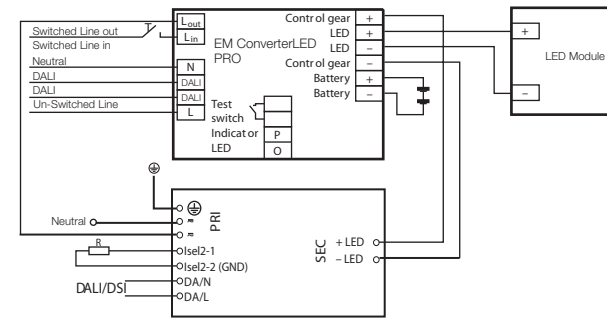 Switched Line out
Switched Line in
Neutral
DALI
DALI
Un-Switched Line
Lout
Lin
N
DALI
DALI
L
EM ConverterLED
PRO
Test
switch
Indicator
LED
P
O
Control gear +
LED +
LED –
Control gear –
Battery +
Battery –
+
–
LED Module
Neutral
R
DALI/DSI
≈
≈
PRI
Isel2-1
Isel2-2 (GND)
DA/N
DA/L
SEC
+ LED
– LED